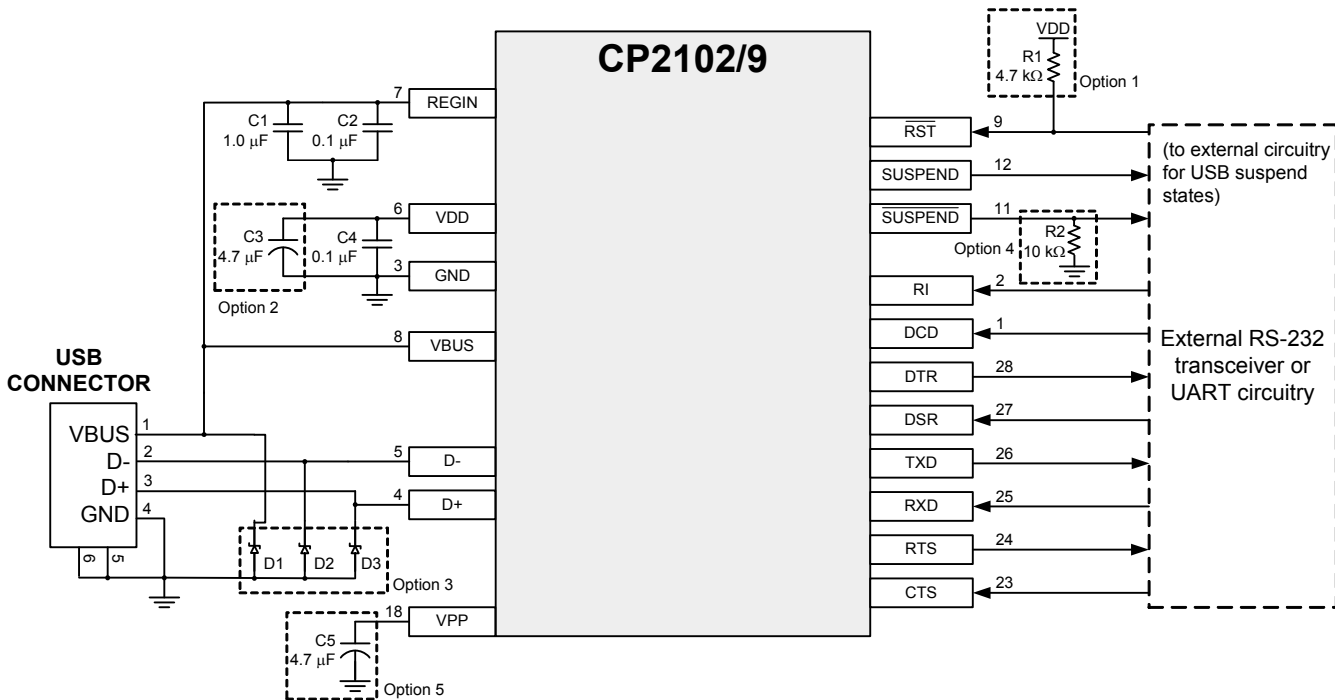 CP2102/9
VDD
R1
4.7 kΩ
Option 1
7
REGIN
C1
1.0 μF
C2
0.1 μF
9
RST
(to external circuitry
for USB suspend
states)
SUSPEND
12
6
VDD
C3
4.7 μF
C4
0.1 μF
SUSPEND
11
R2
10 kΩ
Option 4
3
GND
Option 2
RI
2
8
VBUS
DCD
1
External RS-232
transceiver or
UART circuitry
USB
CONNECTOR
DTR
28
DSR
27
VBUS
1
D-
2
D+
3
GND
4
6
5
5
D-
TXD
26
4
D+
RXD
25
D1
D2
D3
Option 3
RTS
24
CTS
23
18
VPP
C5
4.7 μF
Option 5